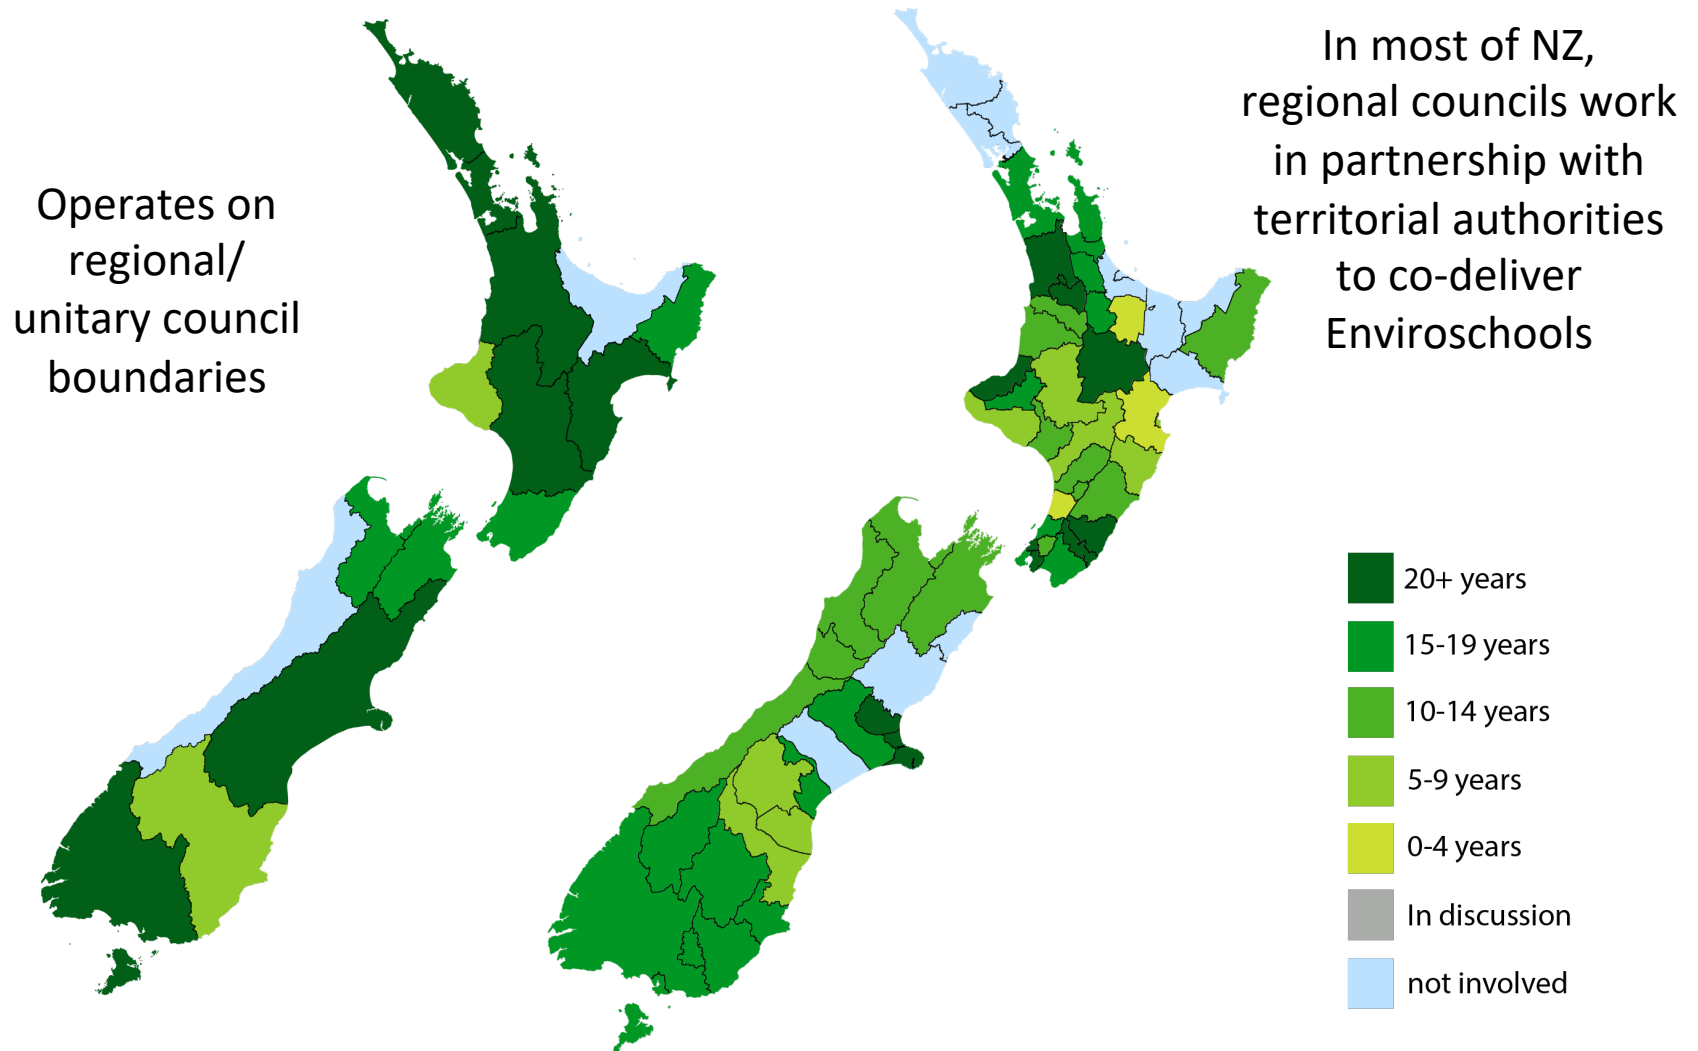 Operates on
regional/
unitary council
boundaries
In most of NZ,
regional councils work
in partnership with
territorial authorities
to co-deliver
Enviroschools
20+ years
15-19 years
10-14 years
5-9 years
0-4 years
In discussion
not involved